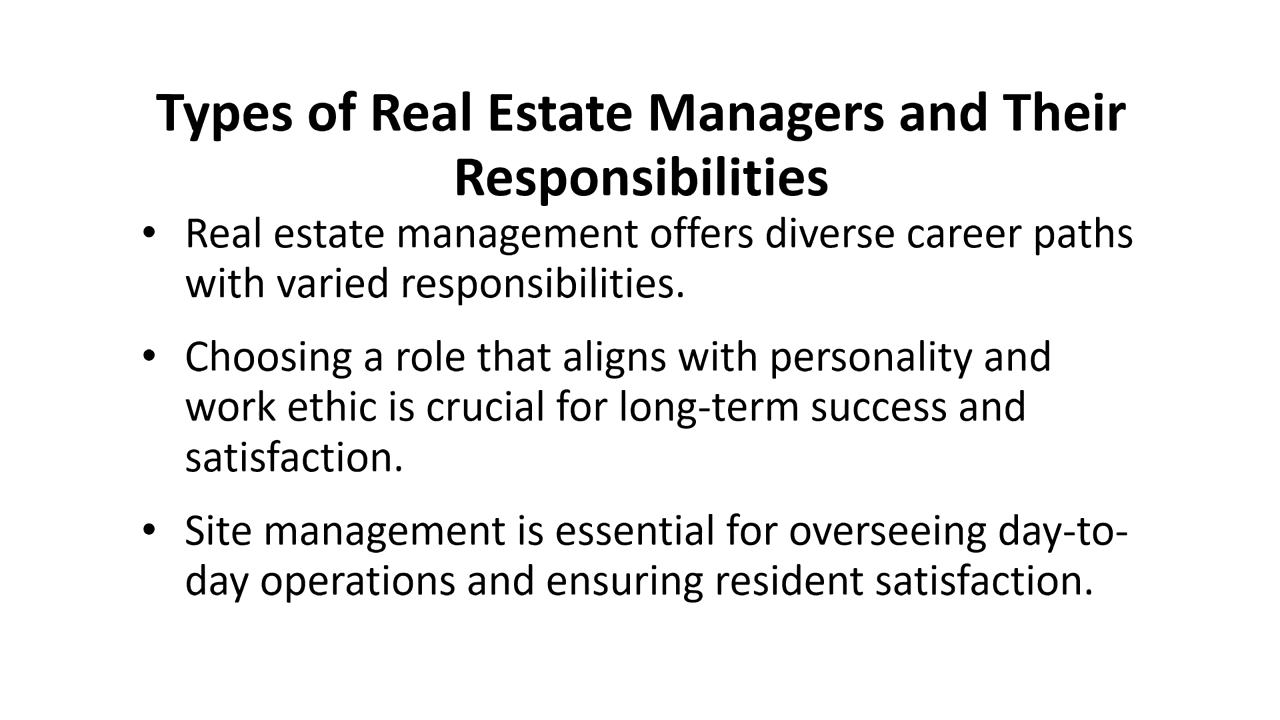 Types of Real Estate Managers and Their
Responsibilities
• Real estate management offers diverse career paths
with varied responsibilities.
• Choosing a role that aligns with personality and
work ethic is crucial for long-term success and
satisfaction.
• Site management is essential for overseeing day-to-
day operations and ensuring resident satisfaction.